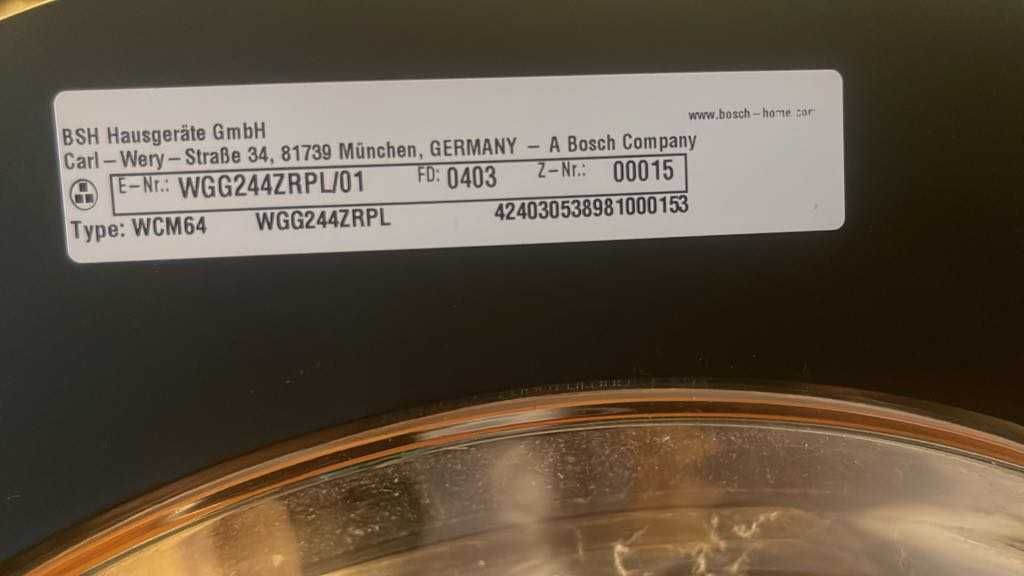 www.bosch-home.com
BSH Hausgeräte GmbH
Carl-Wery-Straße 34, 81739 München, GERMANY - A Bosch Company
E-Nr.: WGG244ZRPL/01 FD: 0403 Z-Nr.: 00015
Type: WCM64 WGG244ZRPL 424030538981000153